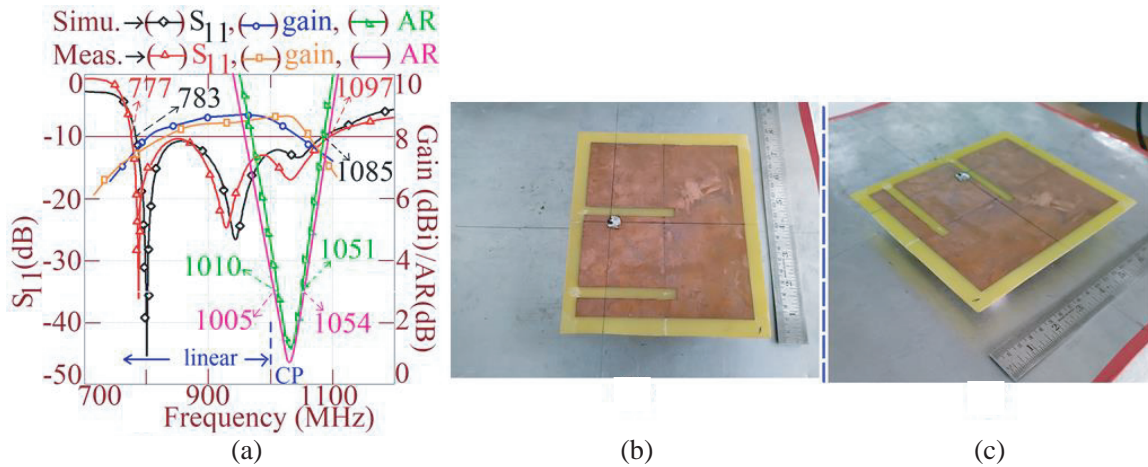 Simu.→(◇) S11,(○) gain, (▷) AR
Meas.→(△) S11,(□) gain, (—) AR
0
-10
-20
-30
-40
-50
S11(dB)
777
783
1097
1085
1010
1051
1005
1054
linear
CP
10
8
6
4
2
0
Gain (dBi)/AR(dB)
700
900
1100
Frequency (MHz)
(a)
(b)
(c)